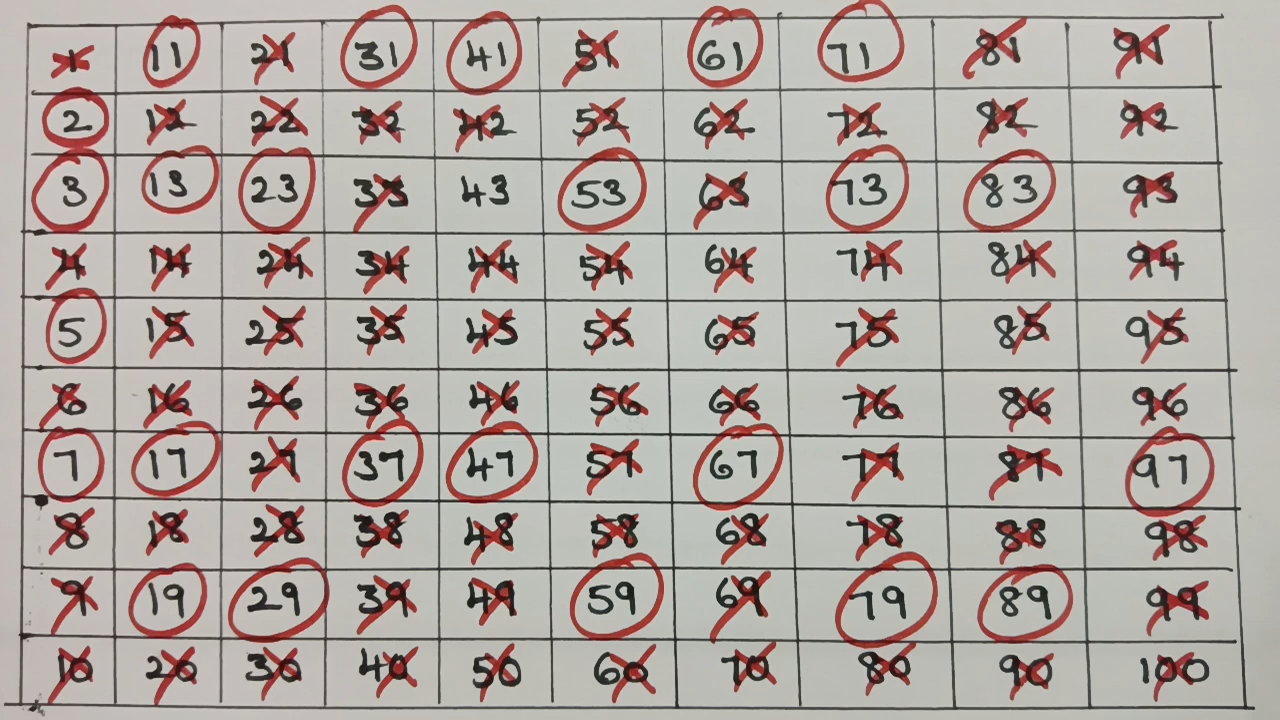 1 11 21 31 41 51 61 71 81 91
2 12 22 32 42 52 62 72 82 92
3 13 23 33 43 53 63 73 83 93
4 14 24 34 44 54 64 74 84 94
5 15 25 35 45 55 65 75 85 95
6 16 26 36 46 56 66 76 86 96
7 17 27 37 47 57 67 77 87 97
8 18 28 38 48 58 68 78 88 98
9 19 29 39 49 59 69 79 89 99
10 20 30 40 50 60 70 80 90 100